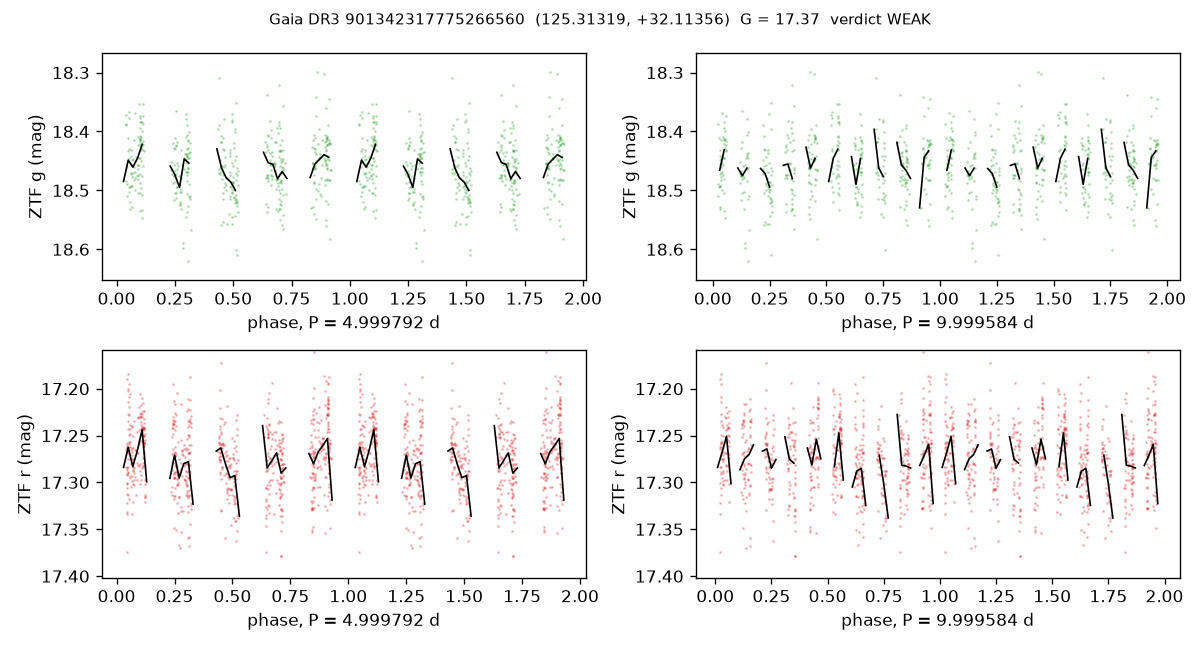 Gaia DR3 901342317775266560  (125.31319, +32.11356)  G = 17.37  verdict WEAK
ZTF g (mag)
18.3
18.4
18.5
18.6
0.00 0.25 0.50 0.75 1.00 1.25 1.50 1.75 2.00
phase, P = 4.999792 d
ZTF g (mag)
18.3
18.4
18.5
18.6
0.00 0.25 0.50 0.75 1.00 1.25 1.50 1.75 2.00
phase, P = 9.999584 d
ZTF r (mag)
17.20
17.25
17.30
17.35
17.40
0.00 0.25 0.50 0.75 1.00 1.25 1.50 1.75 2.00
phase, P = 4.999792 d
ZTF r (mag)
17.20
17.25
17.30
17.35
17.40
0.00 0.25 0.50 0.75 1.00 1.25 1.50 1.75 2.00
phase, P = 9.999584 d